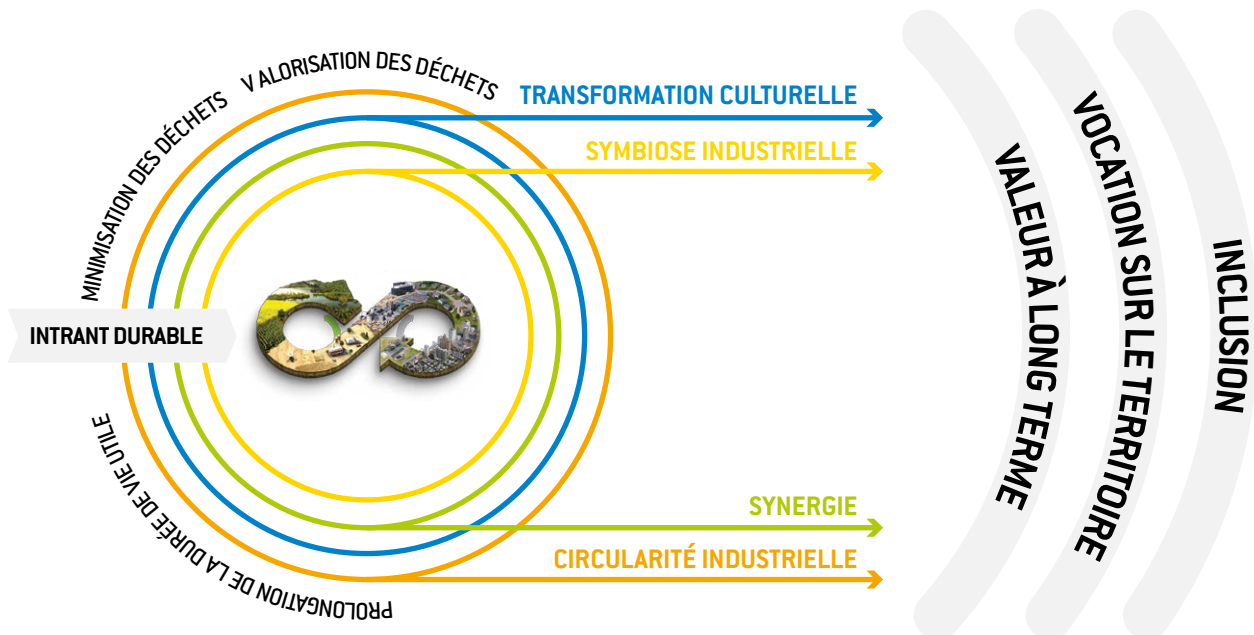 MINIMISATION DES DÉCHETS
V ALORISATION DES DÉCHETS
TRANSFORMATION CULTURELLE
SYMBIOSE INDUSTRIELLE
INTRANT DURABLE
PROLONGATION DE LA DURÉE DE VIE UTILE
SYNERGIE
CIRCULARITÉ INDUSTRIELLE
VALEUR À LONG TERME
VOCATION SUR LE TERRITOIRE
INCLUSION